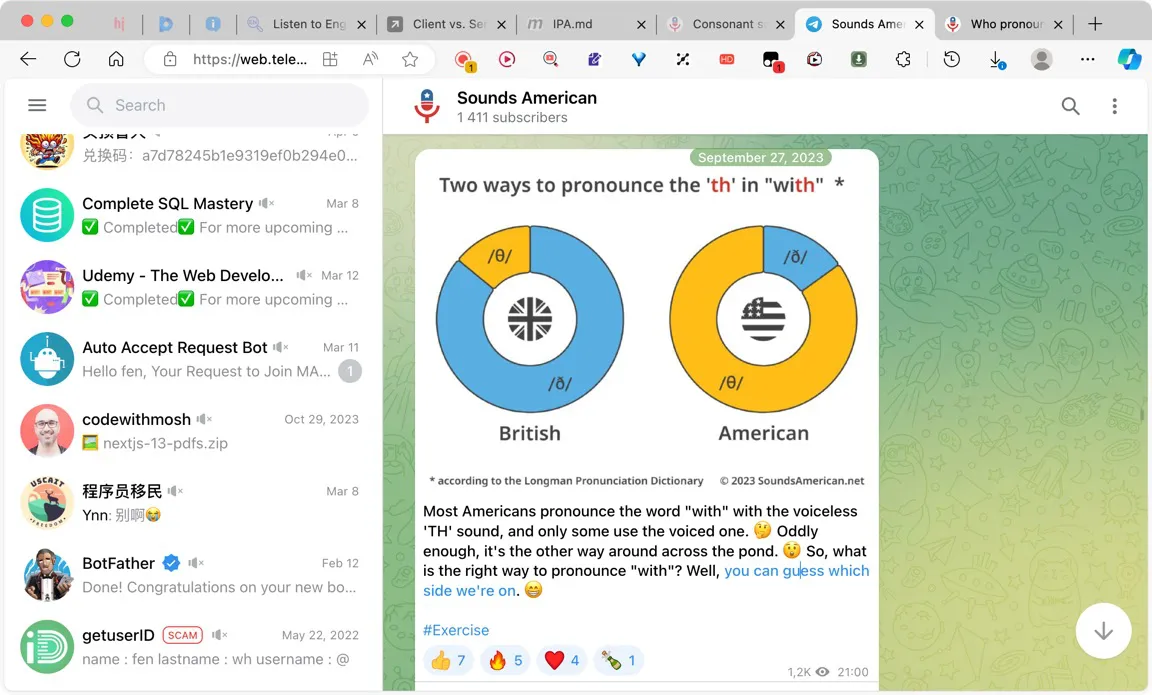 hi
Listen to Eng
Client vs. Ser
m IPA.md
Consonant s
Sounds Amer
Who pronour
https://web.tele...
1
HD
1
Search
Sounds American
1 411 subscribers
兑换码：a7d78245b1e9319ef0b294e0...
Complete SQL Mastery
Mar 8
✅ Completed✅ For more upcoming ...
Udemy - The Web Develo...
Mar 12
✅ Completed✅ For more upcoming ...
Auto Accept Request Bot
Mar 11
Hello fen, Your Request to Join MA...
1
codewithmosh
Oct 29, 2023
nextjs-13-pdfs.zip
USCAIT
FREEDOM
程序员移民
Mar 8
Ynn: 别啊😭
BotFather
Feb 12
Done! Congratulations on your new bo...
iD
getuserID SCAM
May 22, 2022
name : fen lastname : wh username : @
September 27, 2023
Two ways to pronounce the 'th' in "with" *
/θ/
/ð/
British
/ð/
/θ/
American
* according to the Longman Pronunciation Dictionary
© 2023 SoundsAmerican.net
Most Americans pronounce the word "with" with the voiceless
'TH' sound, and only some use the voiced one. 🤔 Oddly
enough, it's the other way around across the pond. 😲 So, what
is the right way to pronounce "with"? Well, you can guess which
side we're on. 😁
#Exercise
👍 7
🔥 5
❤️ 4
🍾 1
1,2K
21:00